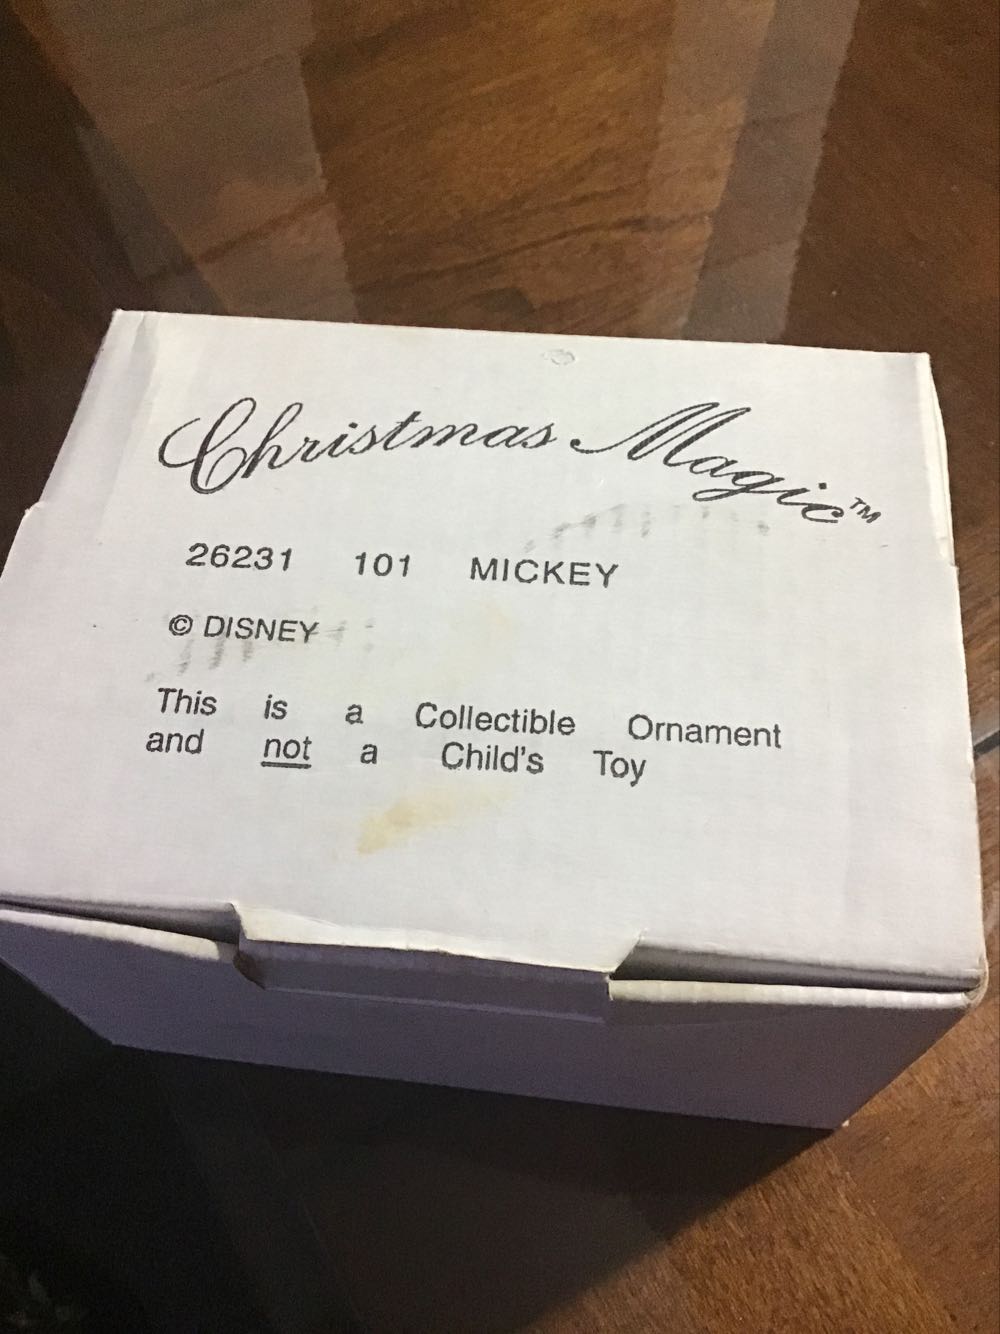 Christmas Magic™
26231 101 MICKEY
© DISNEY
This is a Collectible Ornament
and not a Child's Toy